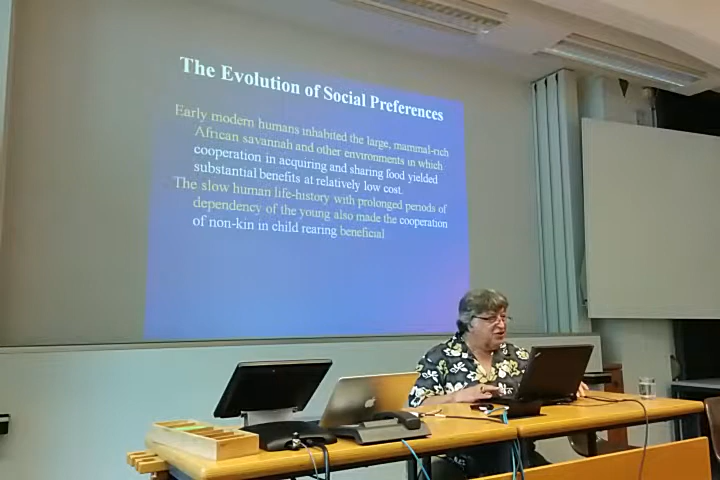 The Evolution of Social Preferences
Early modern humans inhabited the large, mammal-rich
African savannah and other environments in which
cooperation in acquiring and sharing food yielded
substantial benefits at relatively low cost.
The slow human life-history with prolonged periods of
dependency of the young also made the cooperation
of non-kin in child rearing beneficial